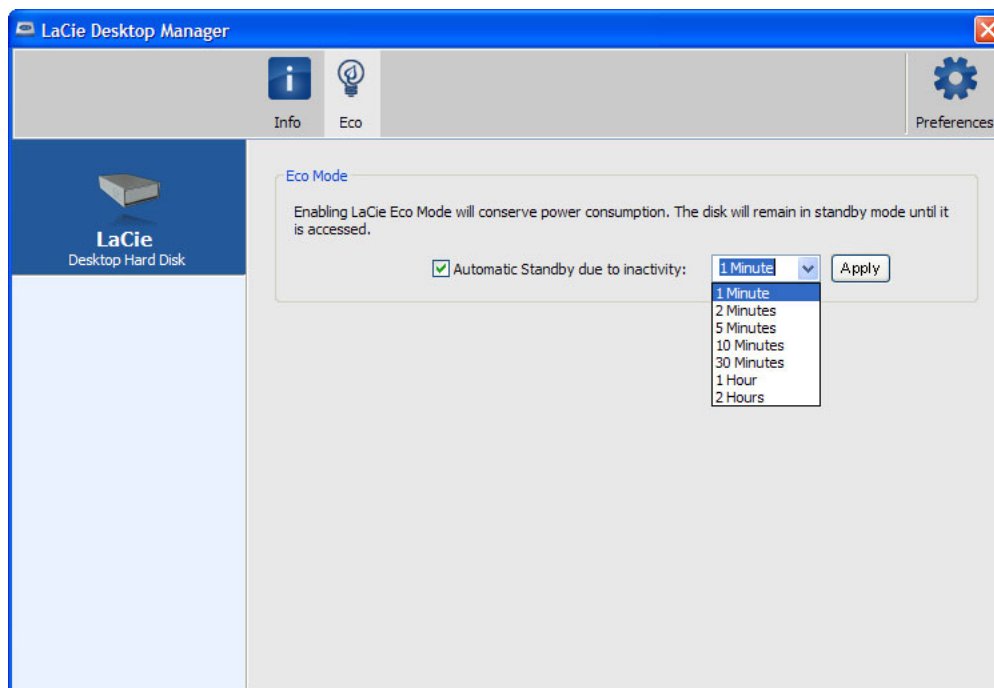 LaCie Desktop Manager
Info
Eco
Preferences
LaCie
Desktop Hard Disk
Eco Mode
Enabling LaCie Eco Mode will conserve power consumption. The disk will remain in standby mode until it
is accessed.
Automatic Standby due to inactivity:
1 Minute
Apply
1 Minute
2 Minutes
5 Minutes
10 Minutes
30 Minutes
1 Hour
2 Hours